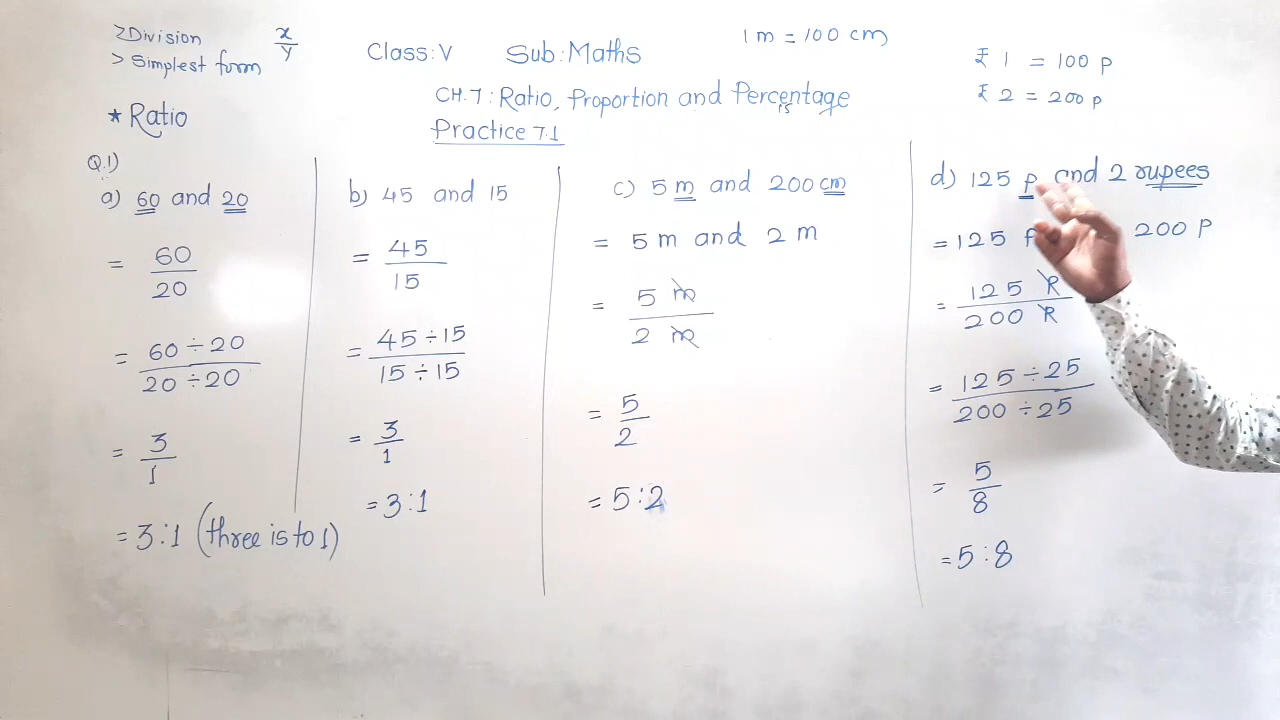 >Division
>Simplest form
x
y
Class:V Sub:Maths
1 m = 100 cm
₹ 1 = 100 p
₹ 2 = 200 p
CH.7: Ratio, Proportion and Percentage
Practice 7.1
★ Ratio
Q.1)
a) 60 and 20
= 60
20
= 60 ÷ 20
20 ÷ 20
= 3
1
= 3:1 (three is to 1)
b) 45 and 15
= 45
15
= 45 ÷ 15
15 ÷ 15
= 3
1
= 3:1
c) 5 m and 200 cm
= 5 m and 2 m
= 5 m
2 m
= 5
2
= 5:2
d) 125 p and 2 rupees
= 125 200 P
= 125 P
200 P
= 125 ÷ 25
200 ÷ 25
= 5
8
= 5:8